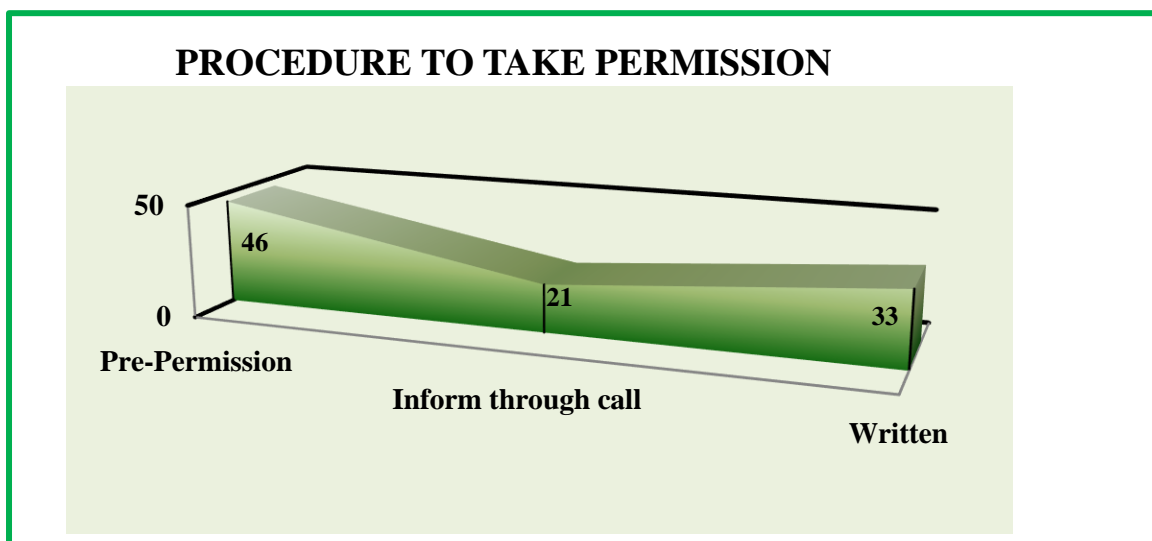 PROCEDURE TO TAKE PERMISSION
50
46
21
33
0
Pre-Permission
Inform through call
Written